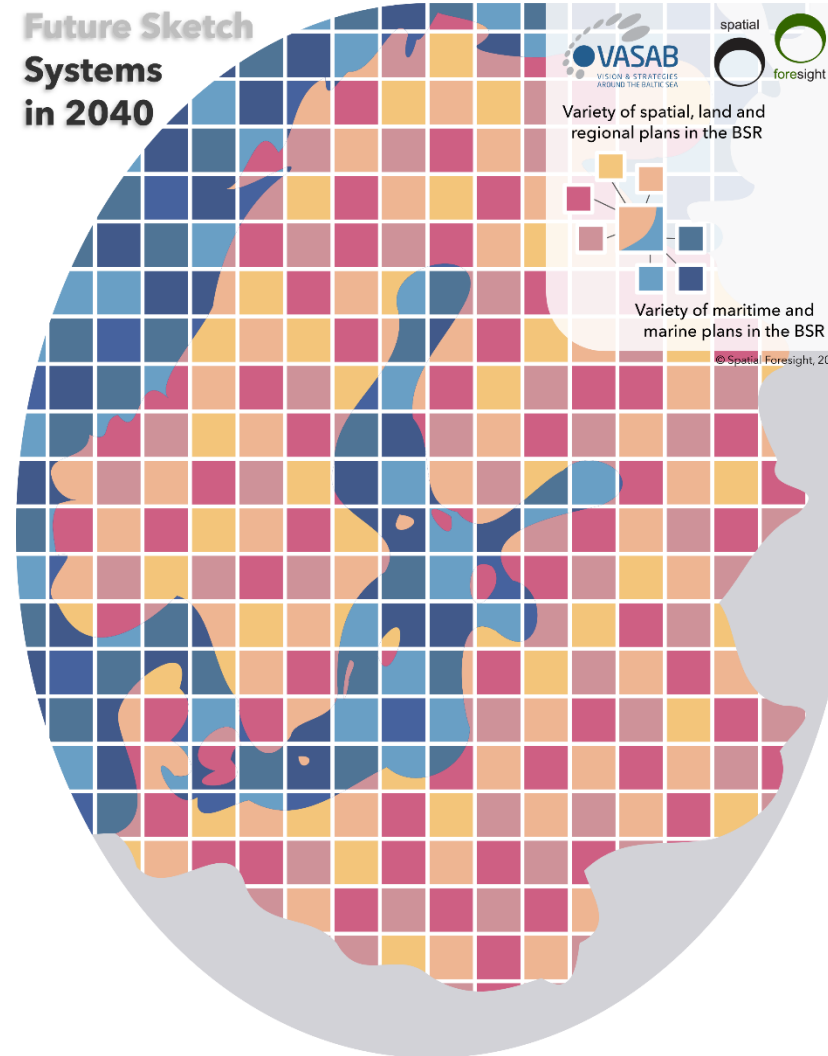 Future Sketch
Systems
in 2040
VASAB
VISION & STRATEGIES
AROUND THE BALTIC SEA
spatial
foresight
Variety of spatial, land and
regional plans in the BSR
Variety of maritime and
marine plans in the BSR
© Spatial Foresight, 20